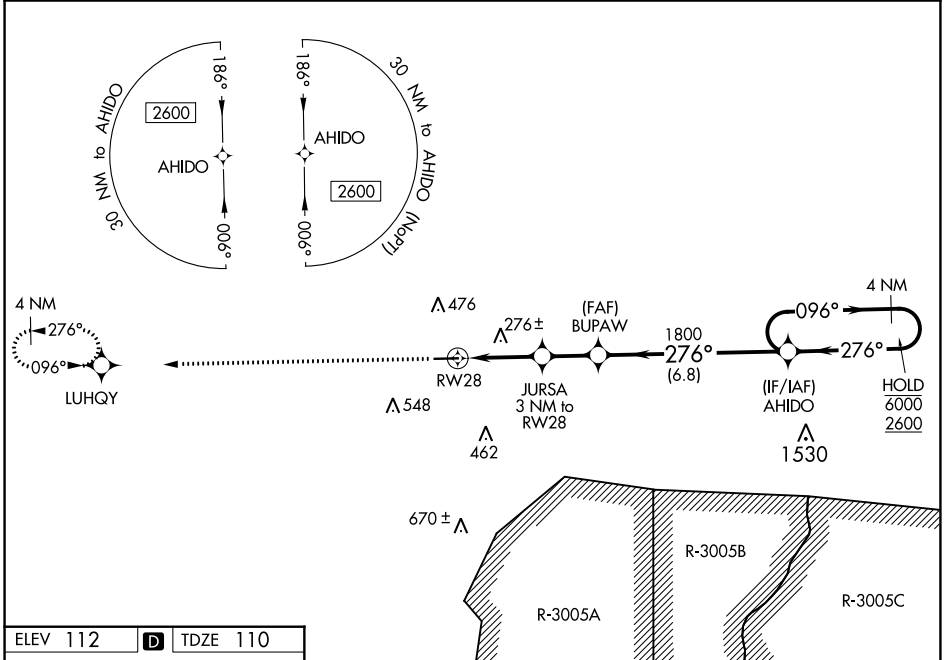 186°
186°
30 NM to AHIDO
30 NM to AHIDO (NoPT)
2600
AHIDO
AHIDO
2600
006°
006°
4 NM
276°
096°
LUHQY
476
276±
(FAF)
BUPAW
1800
276°
(6.8)
4 NM
096°
276°
RW28
JURSA
3 NM to
RW28
(IF/IAF)
AHIDO
HOLD
6000
2600
548
462
1530
670 ±
R-3005B
R-3005A
R-3005C
ELEV 112 D TDZE 110